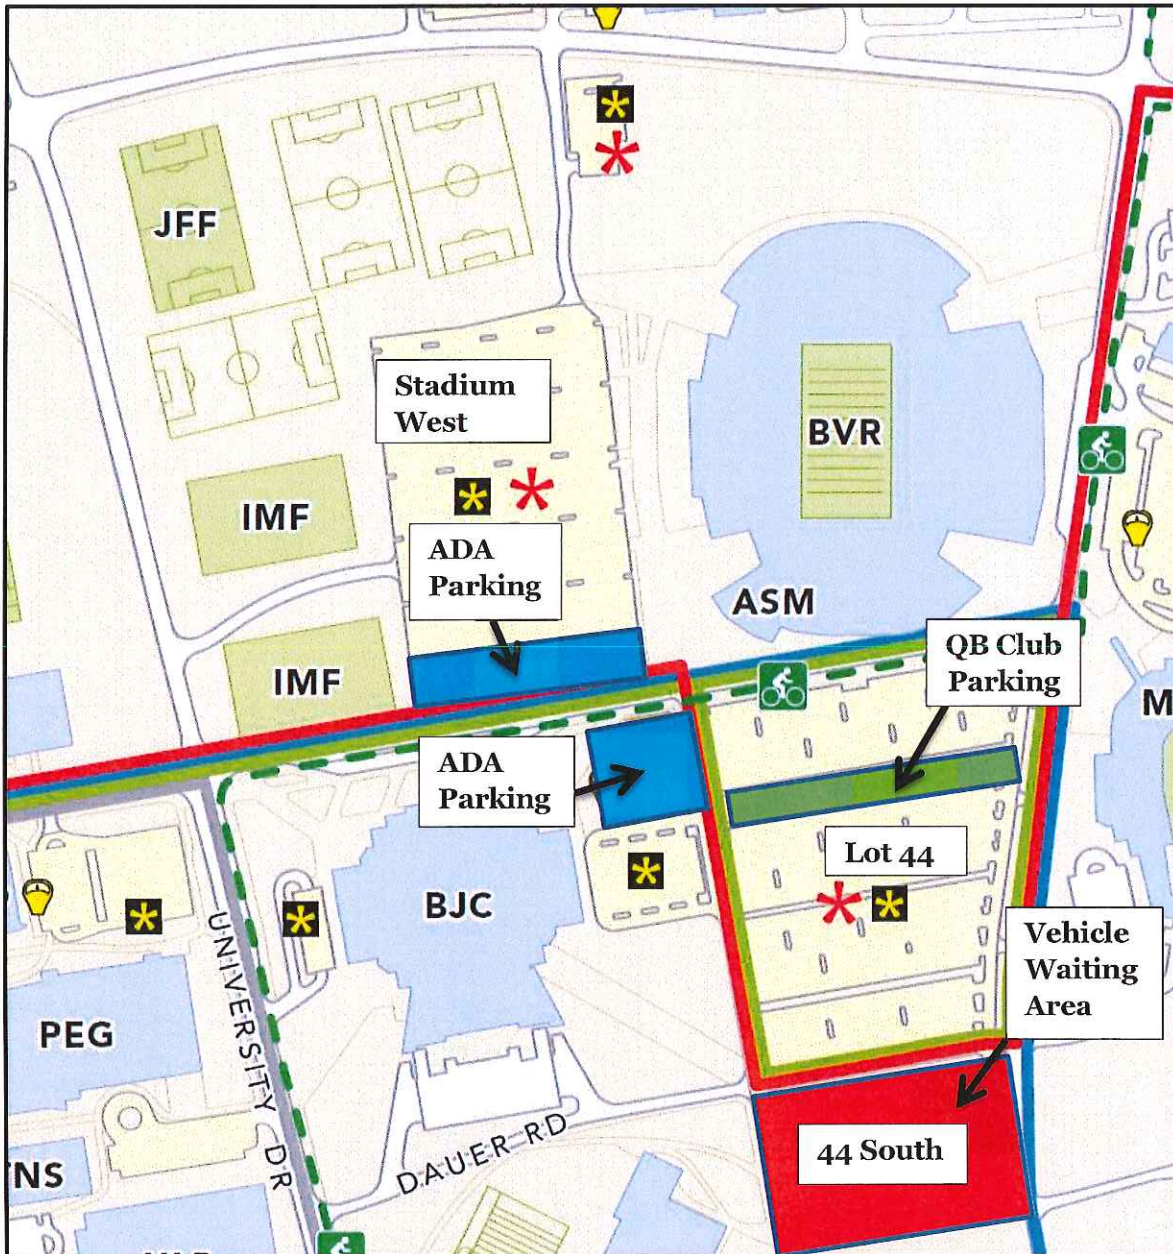 JFF
Stadium
West
BVR
IMF
ADA
Parking
ASM
QB Club
Parking
IMF
M
ADA
Parking
Lot 44
BJC
Vehicle
Waiting
Area
PEG
UNIVERSITY DR
DAUER RD
44 South
NS